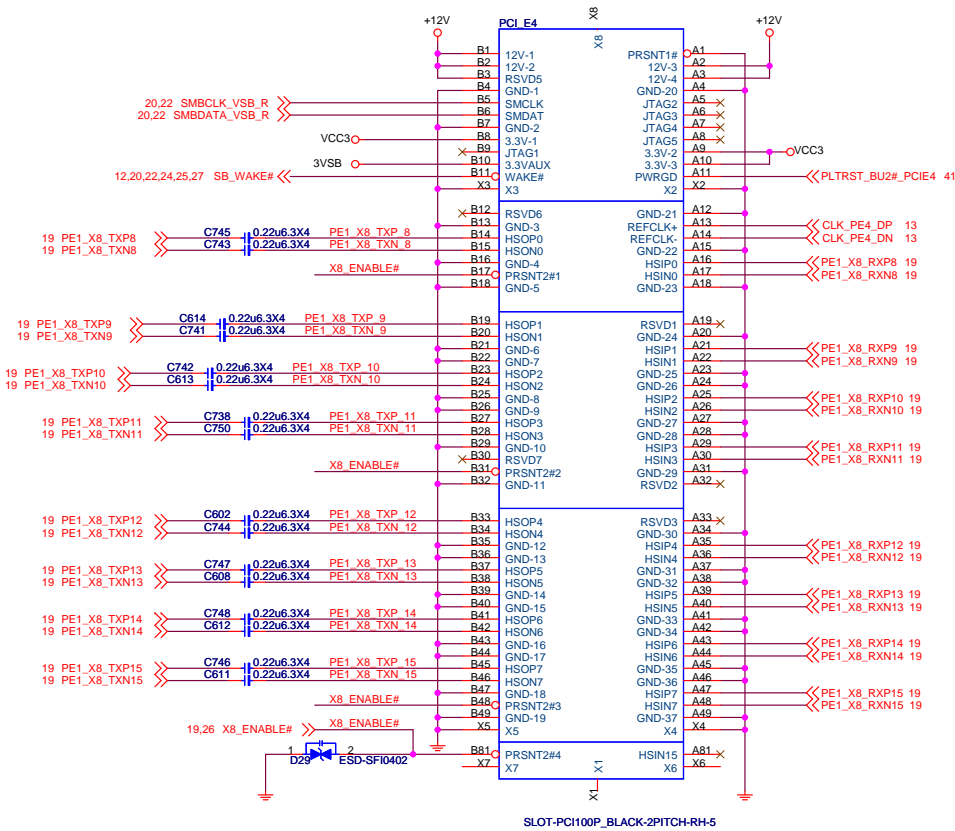 X8
+12V
+12V
PCI_E4
X8
B1 12V-1 PRSNT1# A1
B2 12V-2 12V-3 A2
B3 RSVD5 12V-4 A3
B4 GND-1 GND-20 A4
20,22 SMBCLK_VSB_R B5 SMCLK JTAG2 A5
20,22 SMBDATA_VSB_R B6 SMDAT JTAG3 A6
B7 GND-2 JTAG4 A7
VCC3 B8 3.3V-1 JTAG5 A8
B9 JTAG1 3.3V-2 A9 VCC3
3VSB B10 3.3VAUX 3.3V-3 A10
12,20,22,24,25,27 SB_WAKE# B11 WAKE# PWRGD A11 PLTRST_BU2#_PCIE4 41
X3 X3 X2 X2
B12 RSVD6 GND-21 A12
B13 GND-3 REFCLK+ A13 CLK_PE4_DP 13
19 PE1_X8_TXP8 C745 0.22u6.3X4 PE1_X8_TXP_8 B14 HSOP0 REFCLK- A14 CLK_PE4_DN 13
19 PE1_X8_TXN8 C743 0.22u6.3X4 PE1_X8_TXN_8 B15 HSON0 GND-22 A15
B16 GND-4 HSIP0 A16 PE1_X8_RXP8 19
X8_ENABLE# B17 PRSNT2#1 HSIN0 A17 PE1_X8_RXN8 19
B18 GND-5 GND-23 A18
19 PE1_X8_TXP9 C614 0.22u6.3X4 PE1_X8_TXP_9 B19 HSOP1 RSVD1 A19
19 PE1_X8_TXN9 C741 0.22u6.3X4 PE1_X8_TXN_9 B20 HSON1 GND-24 A20
B21 GND-6 HSIP1 A21 PE1_X8_RXP9 19
B22 GND-7 HSIN1 A22 PE1_X8_RXN9 19
19 PE1_X8_TXP10 C742 0.22u6.3X4 PE1_X8_TXP_10 B23 HSOP2 GND-25 A23
19 PE1_X8_TXN10 C613 0.22u6.3X4 PE1_X8_TXN_10 B24 HSON2 GND-26 A24
B25 GND-8 HSIP2 A25 PE1_X8_RXP10 19
B26 GND-9 HSIN2 A26 PE1_X8_RXN10 19
19 PE1_X8_TXP11 C738 0.22u6.3X4 PE1_X8_TXP_11 B27 HSOP3 GND-27 A27
19 PE1_X8_TXN11 C750 0.22u6.3X4 PE1_X8_TXN_11 B28 HSON3 GND-28 A28
B29 GND-10 HSIP3 A29 PE1_X8_RXP11 19
B30 RSVD7 HSIN3 A30 PE1_X8_RXN11 19
X8_ENABLE# B31 PRSNT2#2 GND-29 A31
B32 GND-11 RSVD2 A32
19 PE1_X8_TXP12 C602 0.22u6.3X4 PE1_X8_TXP_12 B33 HSOP4 RSVD3 A33
19 PE1_X8_TXN12 C744 0.22u6.3X4 PE1_X8_TXN_12 B34 HSON4 GND-30 A34
B35 GND-12 HSIP4 A35 PE1_X8_RXP12 19
B36 GND-13 HSIN4 A36 PE1_X8_RXN12 19
19 PE1_X8_TXP13 C747 0.22u6.3X4 PE1_X8_TXP_13 B37 HSOP5 GND-31 A37
19 PE1_X8_TXN13 C608 0.22u6.3X4 PE1_X8_TXN_13 B38 HSON5 GND-32 A38
B39 GND-14 HSIP5 A39 PE1_X8_RXP13 19
B40 GND-15 HSIN5 A40 PE1_X8_RXN13 19
19 PE1_X8_TXP14 C748 0.22u6.3X4 PE1_X8_TXP_14 B41 HSOP6 GND-33 A41
19 PE1_X8_TXN14 C612 0.22u6.3X4 PE1_X8_TXN_14 B42 HSON6 GND-34 A42
B43 GND-16 HSIP6 A43 PE1_X8_RXP14 19
B44 GND-17 HSIN6 A44 PE1_X8_RXN14 19
19 PE1_X8_TXP15 C746 0.22u6.3X4 PE1_X8_TXP_15 B45 HSOP7 GND-35 A45
19 PE1_X8_TXN15 C611 0.22u6.3X4 PE1_X8_TXN_15 B46 HSON7 GND-36 A46
B47 GND-18 HSIP7 A47 PE1_X8_RXP15 19
X8_ENABLE# B48 PRSNT2#3 HSIN7 A48 PE1_X8_RXN15 19
B49 GND-19 GND-37 A49
19,26 X8_ENABLE# X8_ENABLE# X5 X5 X4 X4
1 2 B81 PRSNT2#4 HSIN15 A81
D29 ESD-SFI0402 X7 X7 X6 X6
X1
X1
SLOT-PCI100P_BLACK-2PITCH-RH-5